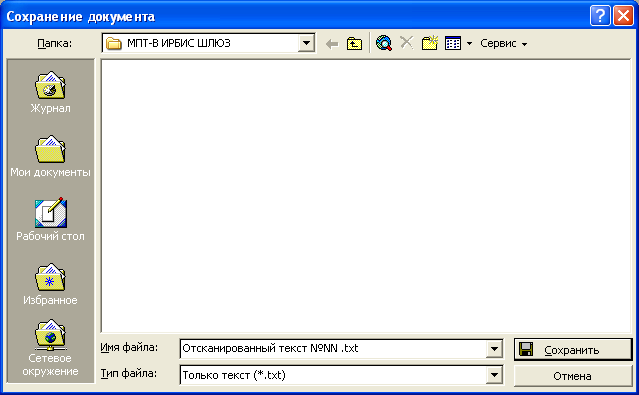 Сохранение документа
Папка:
МПТ-В ИРБИС ШЛЮЗ
Сервис
Журнал
Мои документы
Рабочий стол
Избранное
Сетевое
окружение
Имя файла:
Отсканированный текст №NN .txt
Сохранить
Тип файла:
Только текст (*.txt)
Отмена